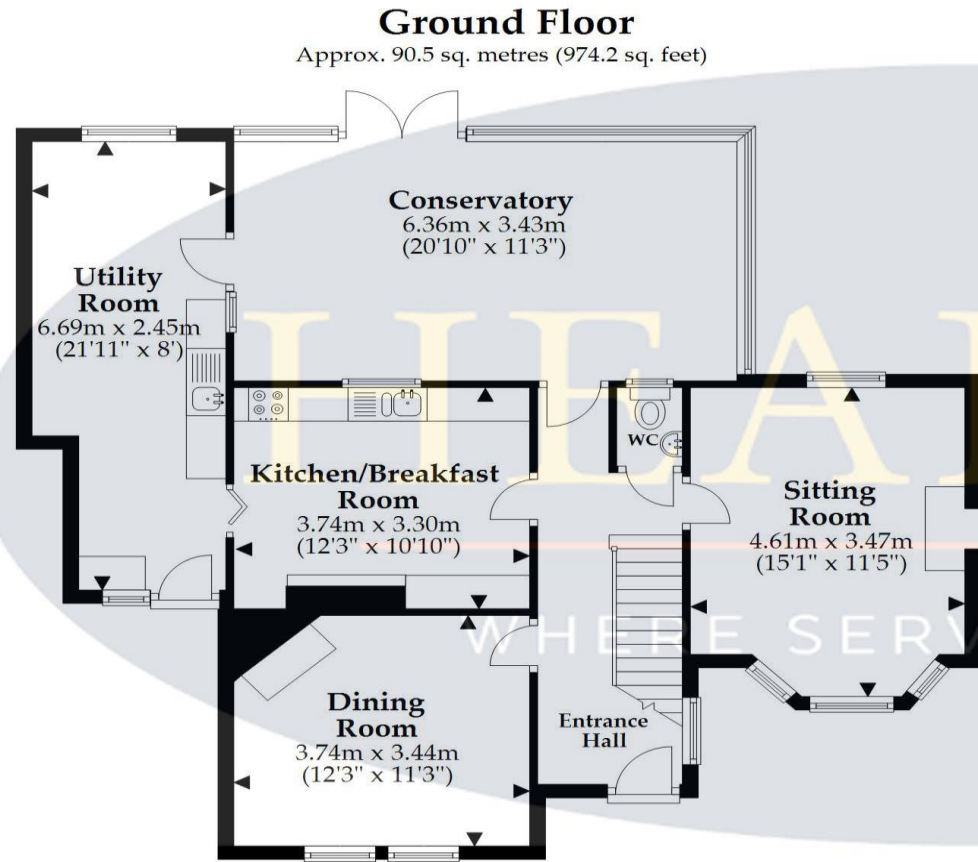 Ground Floor
Approx. 90.5 sq. metres (974.2 sq. feet)
Conservatory
6.36m x 3.43m
(20'10" x 11'3")
Utility
Room
6.69m x 2.45m
(21'11" x 8')
HEA
WC
Kitchen/Breakfast
Room
3.74m x 3.30m
(12'3" x 10'10")
Sitting
Room
4.61m x 3.47m
(15'1" x 11'5")
WHERE SERV
Dining
Room
3.74m x 3.44m
(12'3" x 11'3")
Entrance
Hall